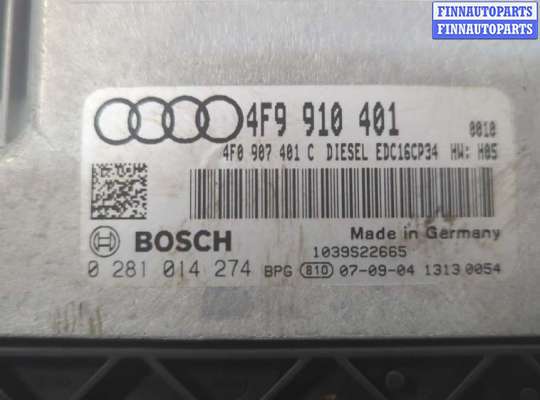 FINNAUTOPARTS
FINNAUTOPARTS
4F9 910 401 0010
4F0 907 401 C DIESEL EDC16CP34 HW: H05
Made in Germany
BOSCH 1039S22665
0 281 014 274 BPG 810 07-09-04 1313 0054